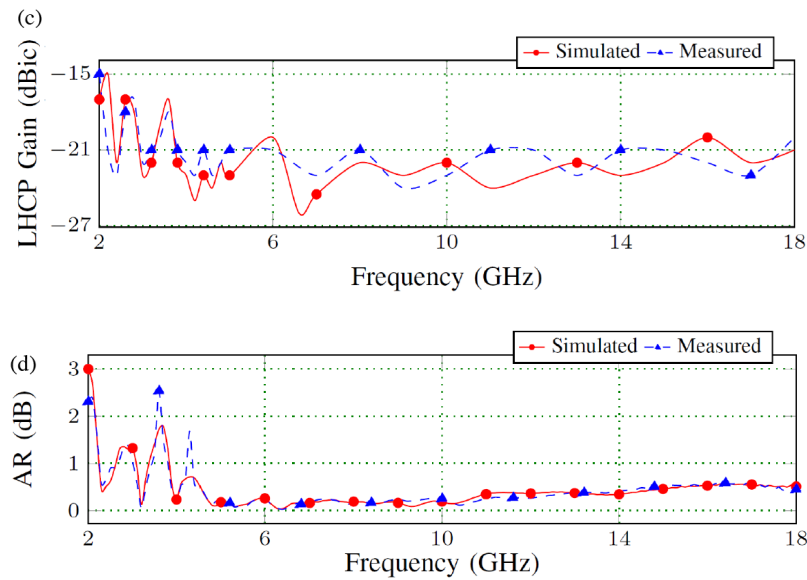 (c)
Simulated Measured
LHCP Gain (dBic)
−15
−21
−27
2 6 10 14 18
Frequency (GHz)
(d)
Simulated Measured
AR (dB)
3
2
1
0
2 6 10 14 18
Frequency (GHz)